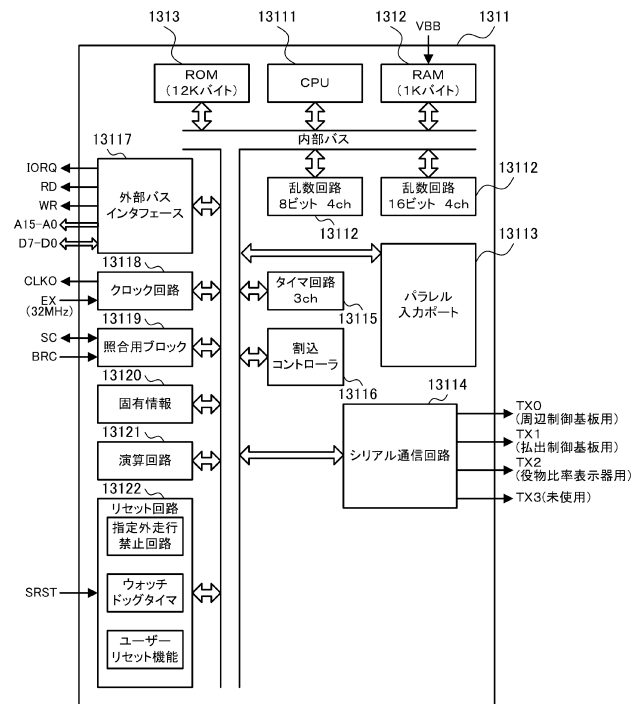 1313
13111
1312
VBB
1311
ROM
(12Kバイト)
CPU
RAM
(1Kバイト)
内部バス
13117
IORQ
RD
WR
A15-A0
D7-D0
外部バス
インタフェース
乱数回路
8ビット 4ch
13112
乱数回路
16ビット 4ch
13112
13113
パラレル
入力ポート
13118
CLKO
EX
(32MHz)
クロック回路
タイマ回路
3ch
13115
13119
SC
BRC
照合用ブロック
割込
コントローラ
13116
13120
固有情報
13114
シリアル通信回路
TX0
(周辺制御基板用)
TX1
(払出制御基板用)
TX2
(役物比率表示器用)
TX3(未使用)
13121
演算回路
13122
リセット回路
指定外走行
禁止回路
SRST
ウォッチ
ドッグタイマ
ユーザー
リセット機能